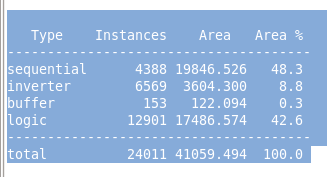 Type Instances Area Area %
---------------------------------------
sequential 4388 19846.526 48.3
inverter 6569 3604.300 8.8
buffer 153 122.094 0.3
logic 12901 17486.574 42.6
---------------------------------------
total 24011 41059.494 100.0